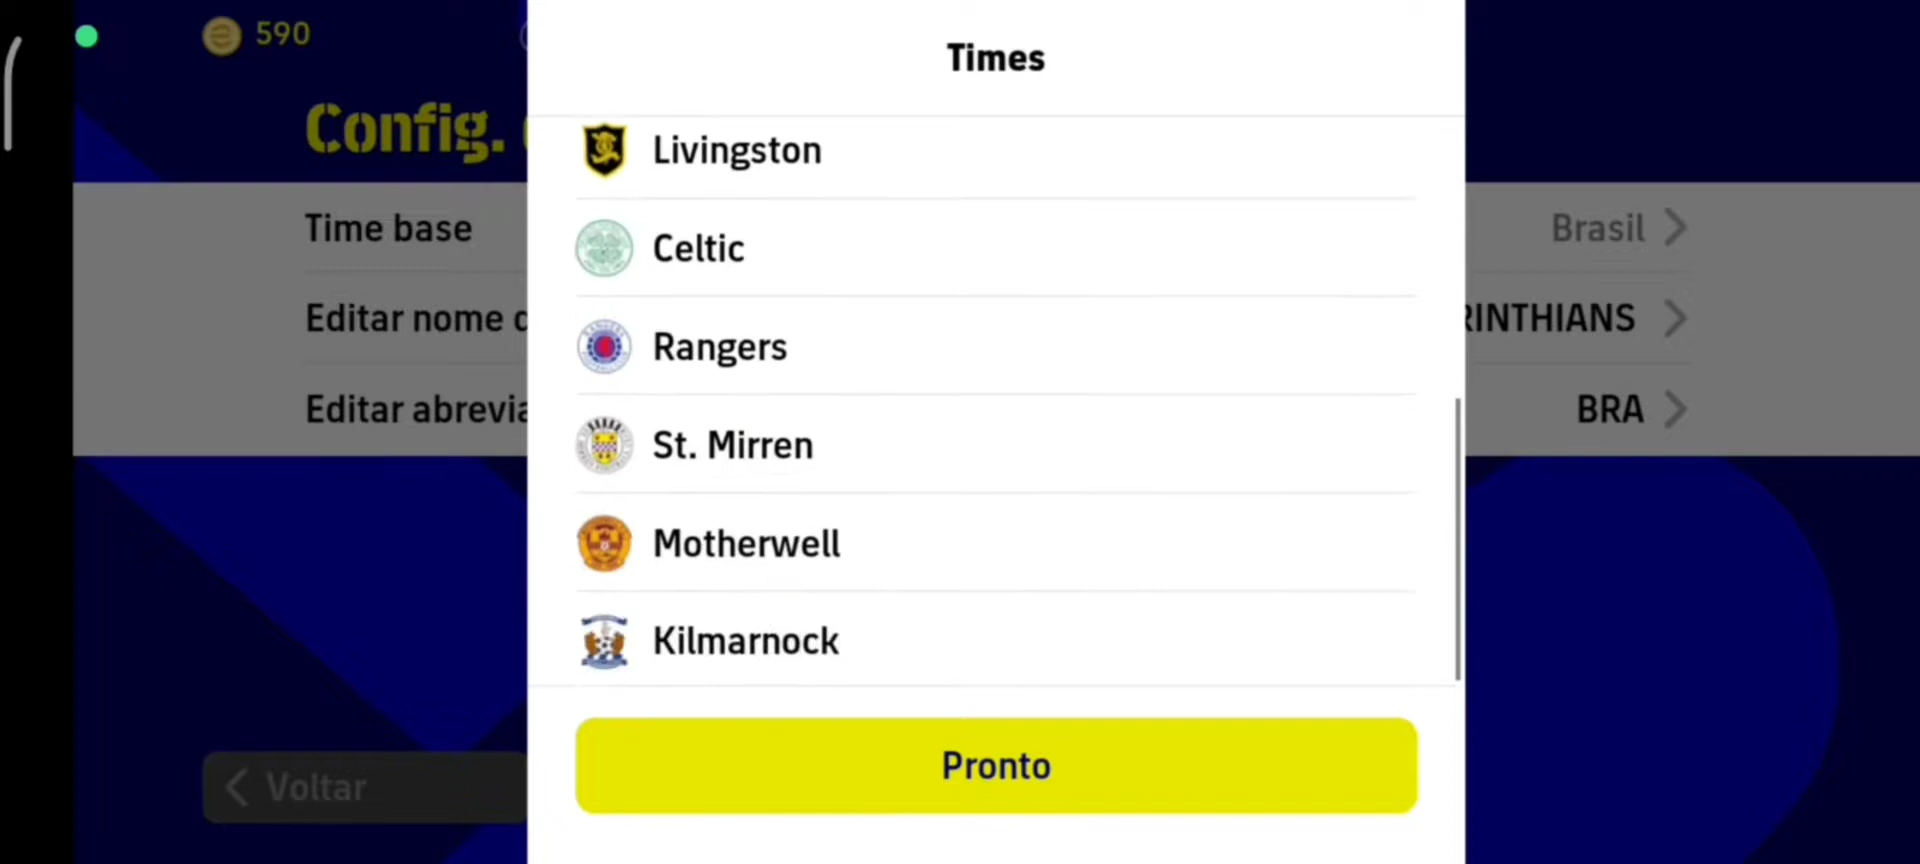 590
Times
Config.
Livingston
Celtic
Rangers
St. Mirren
Motherwell
Kilmarnock
Pronto
Time base
Brasil
Editar nome
RINTHIANS
Editar abrevia
BRA
Voltar